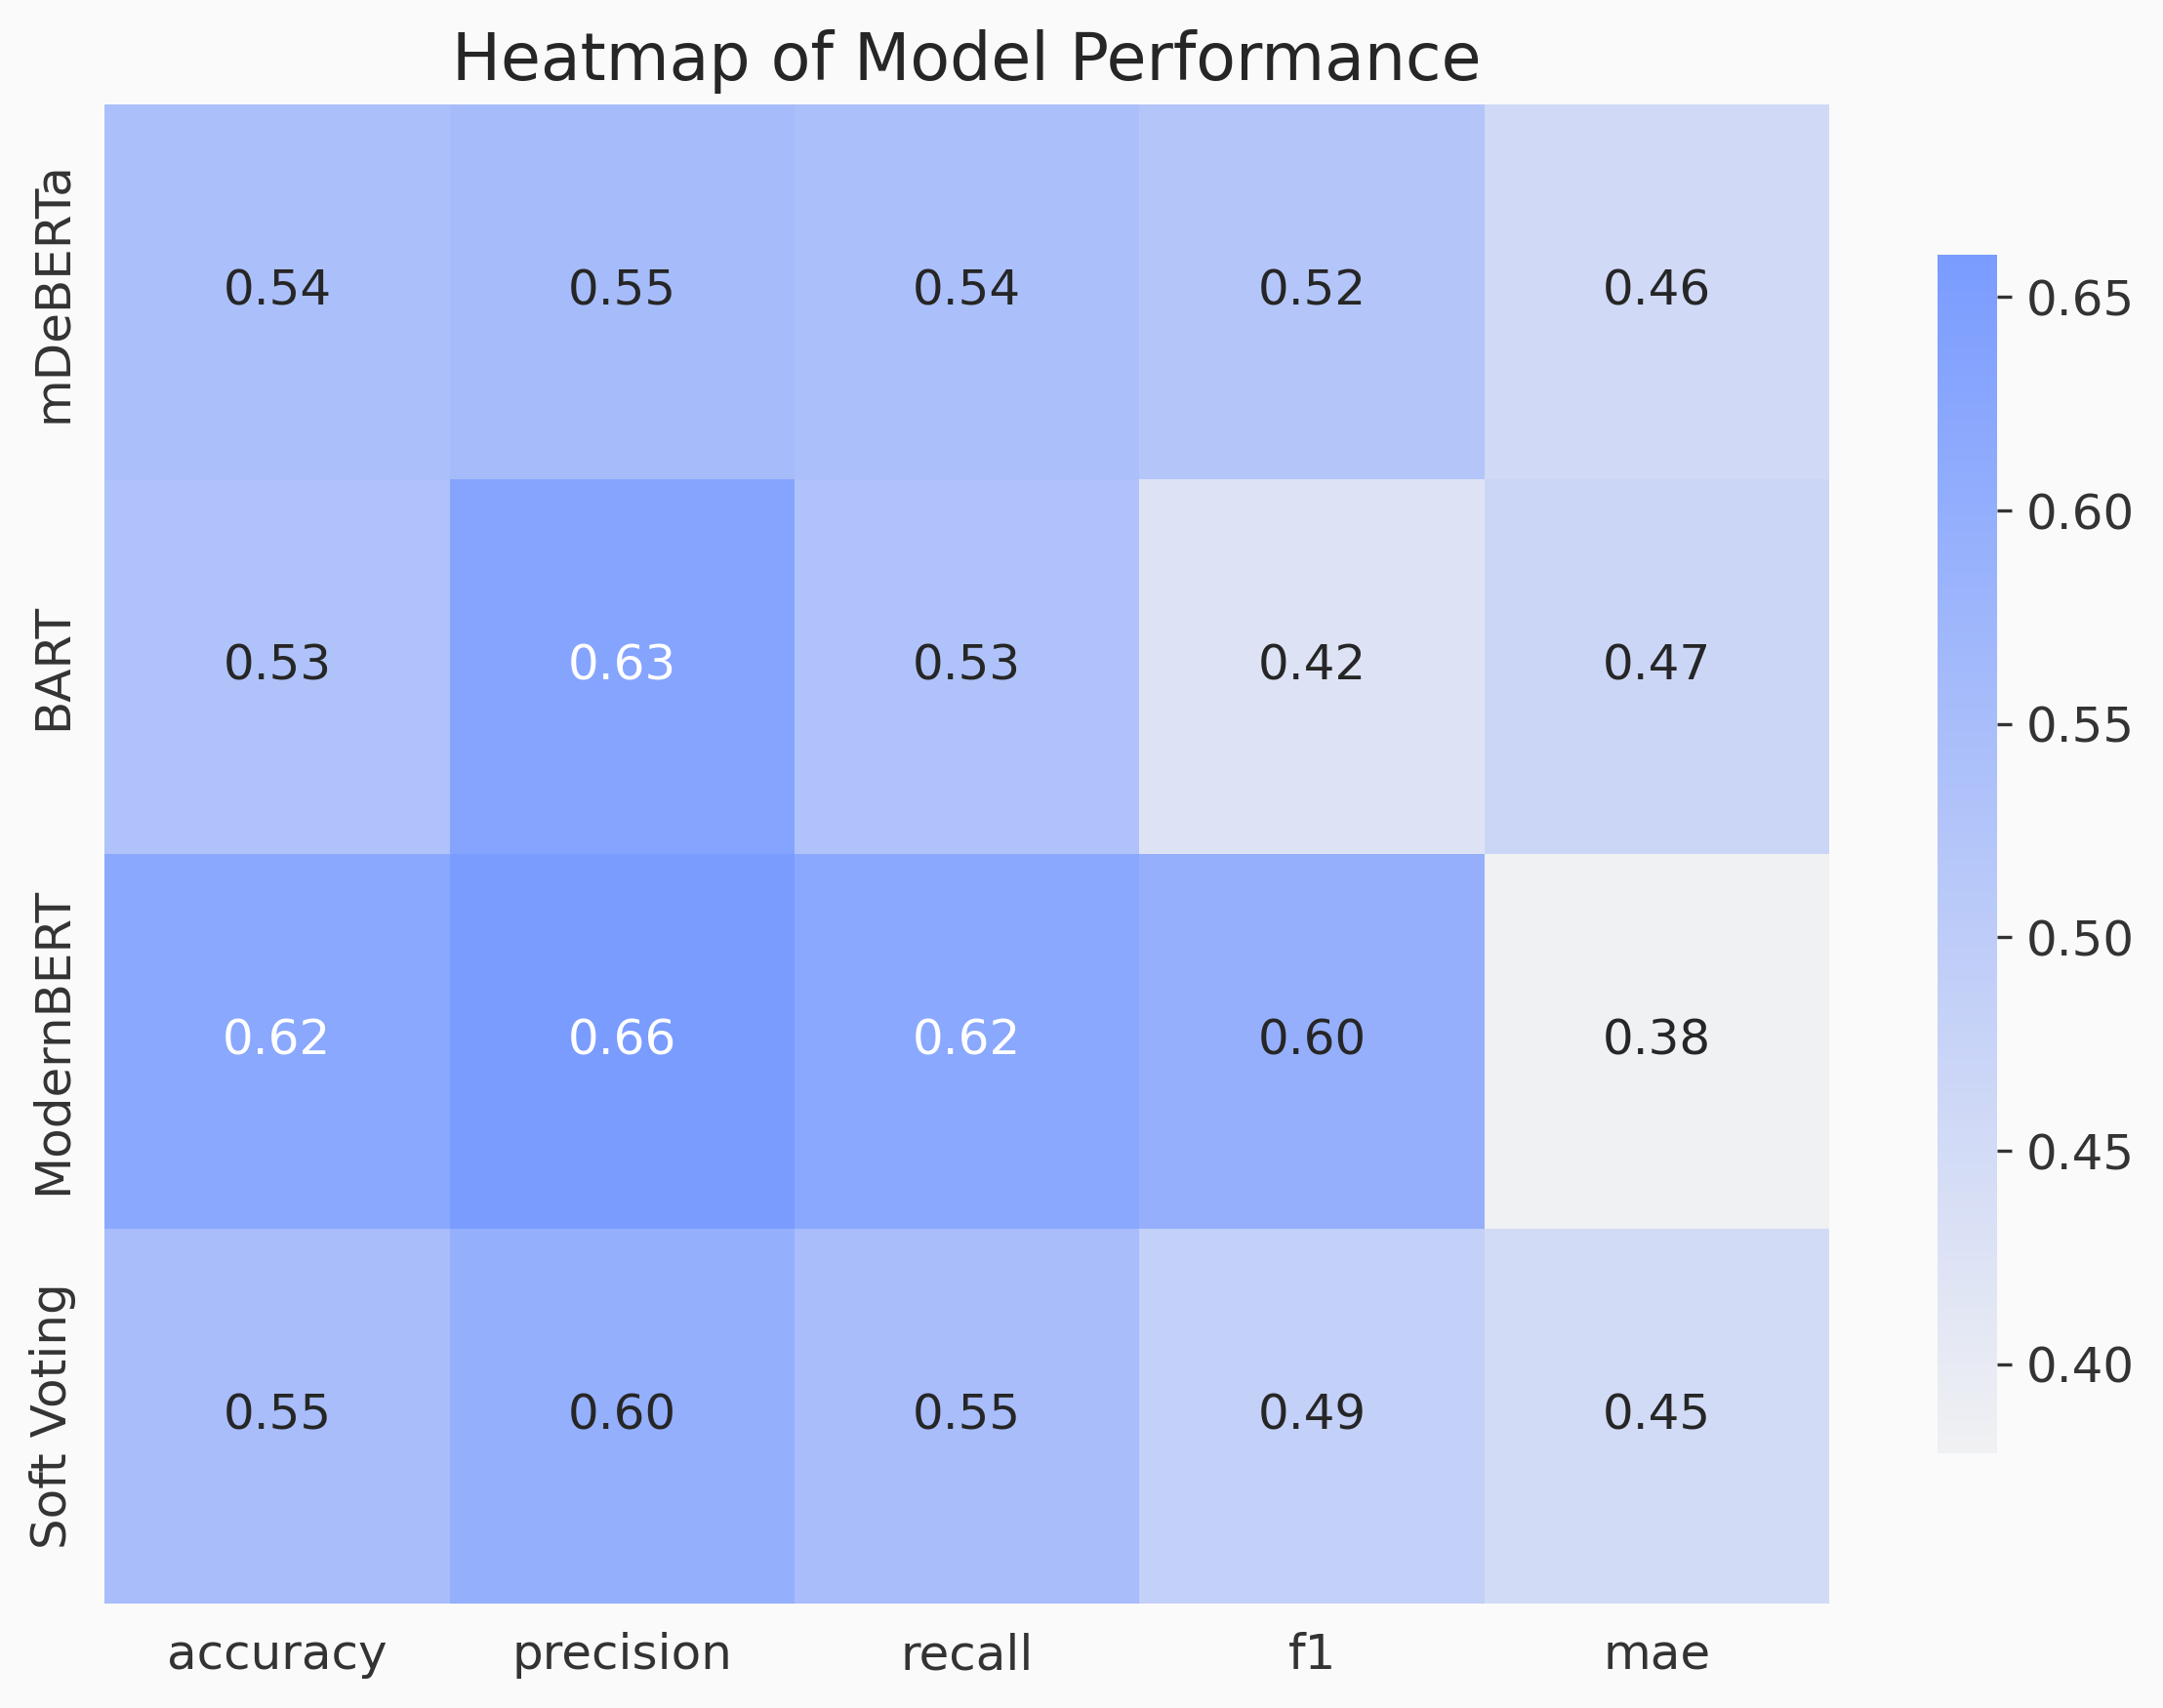 Heatmap of Model Performance
mDeBERTa
0.54 0.55 0.54 0.52 0.46
BART
0.53 0.63 0.53 0.42 0.47
ModernBERT
0.62 0.66 0.62 0.60 0.38
Soft Voting
0.55 0.60 0.55 0.49 0.45
accuracy precision recall f1 mae
0.65
0.60
0.55
0.50
0.45
0.40